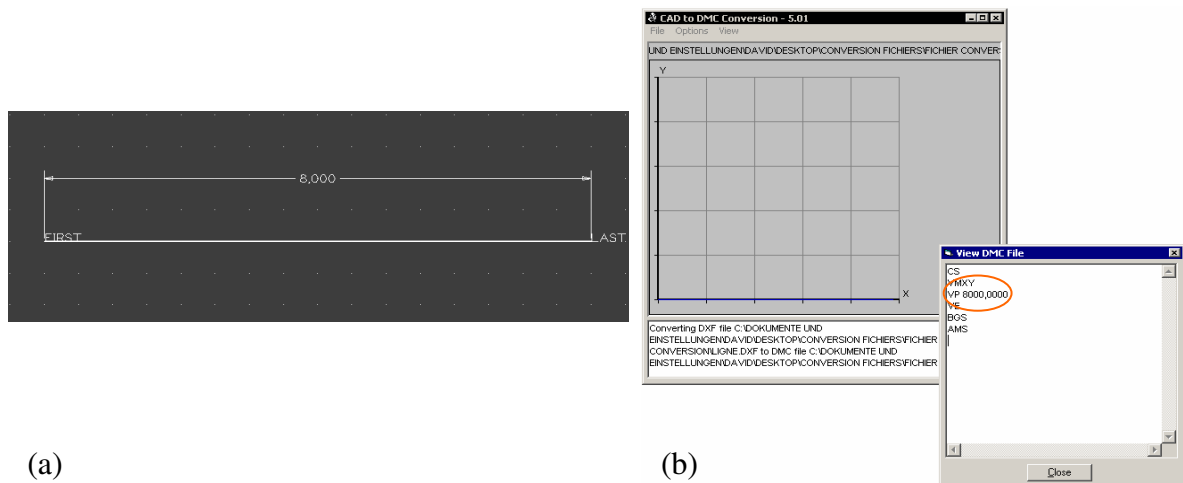 8,000
FIRST
LAST
(a)
CAD to DMC Conversion - 5.01
File Options View
UND EINSTELLUNGEN\DAVID\DESKTOP\CONVERSION FICHIERS\FICHIER CONVER
Y
X
Converting DXF file C:\DOKUMENTE UND
EINSTELLUNGEN\DAVID\DESKTOP\CONVERSION FICHIERS\FICHIER
CONVERSION\LIGNE.DXF to DMC file C:\DOKUMENTE UND
EINSTELLUNGEN\DAVID\DESKTOP\CONVERSION FICHIERS\FICHIER
View DMC File
CS
VMXY
VP 8000,0000
VE
BGS
AMS
Close
(b)